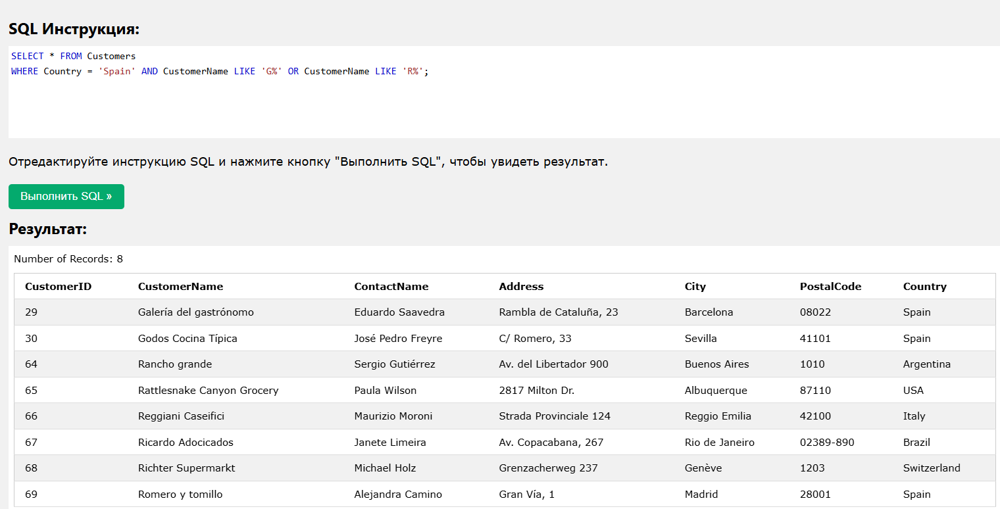 SQL Инструкция:
SELECT * FROM Customers
WHERE Country = 'Spain' AND CustomerName LIKE 'G%' OR CustomerName LIKE 'R%';
Отредактируйте инструкцию SQL и нажмите кнопку "Выполнить SQL", чтобы увидеть результат.
Выполнить SQL »
Результат:
Number of Records: 8
CustomerID CustomerName ContactName Address City PostalCode Country
29 Galería del gastrónomo Eduardo Saavedra Rambla de Cataluña, 23 Barcelona 08022 Spain
30 Godos Cocina Típica José Pedro Freyre C/ Romero, 33 Sevilla 41101 Spain
64 Rancho grande Sergio Gutiérrez Av. del Libertador 900 Buenos Aires 1010 Argentina
65 Rattlesnake Canyon Grocery Paula Wilson 2817 Milton Dr. Albuquerque 87110 USA
66 Reggiani Caseifici Maurizio Moroni Strada Provinciale 124 Reggio Emilia 42100 Italy
67 Ricardo Adocicados Janete Limeira Av. Copacabana, 267 Rio de Janeiro 02389-890 Brazil
68 Richter Supermarkt Michael Holz Grenzacherweg 237 Genève 1203 Switzerland
69 Romero y tomillo Alejandra Camino Gran Vía, 1 Madrid 28001 Spain